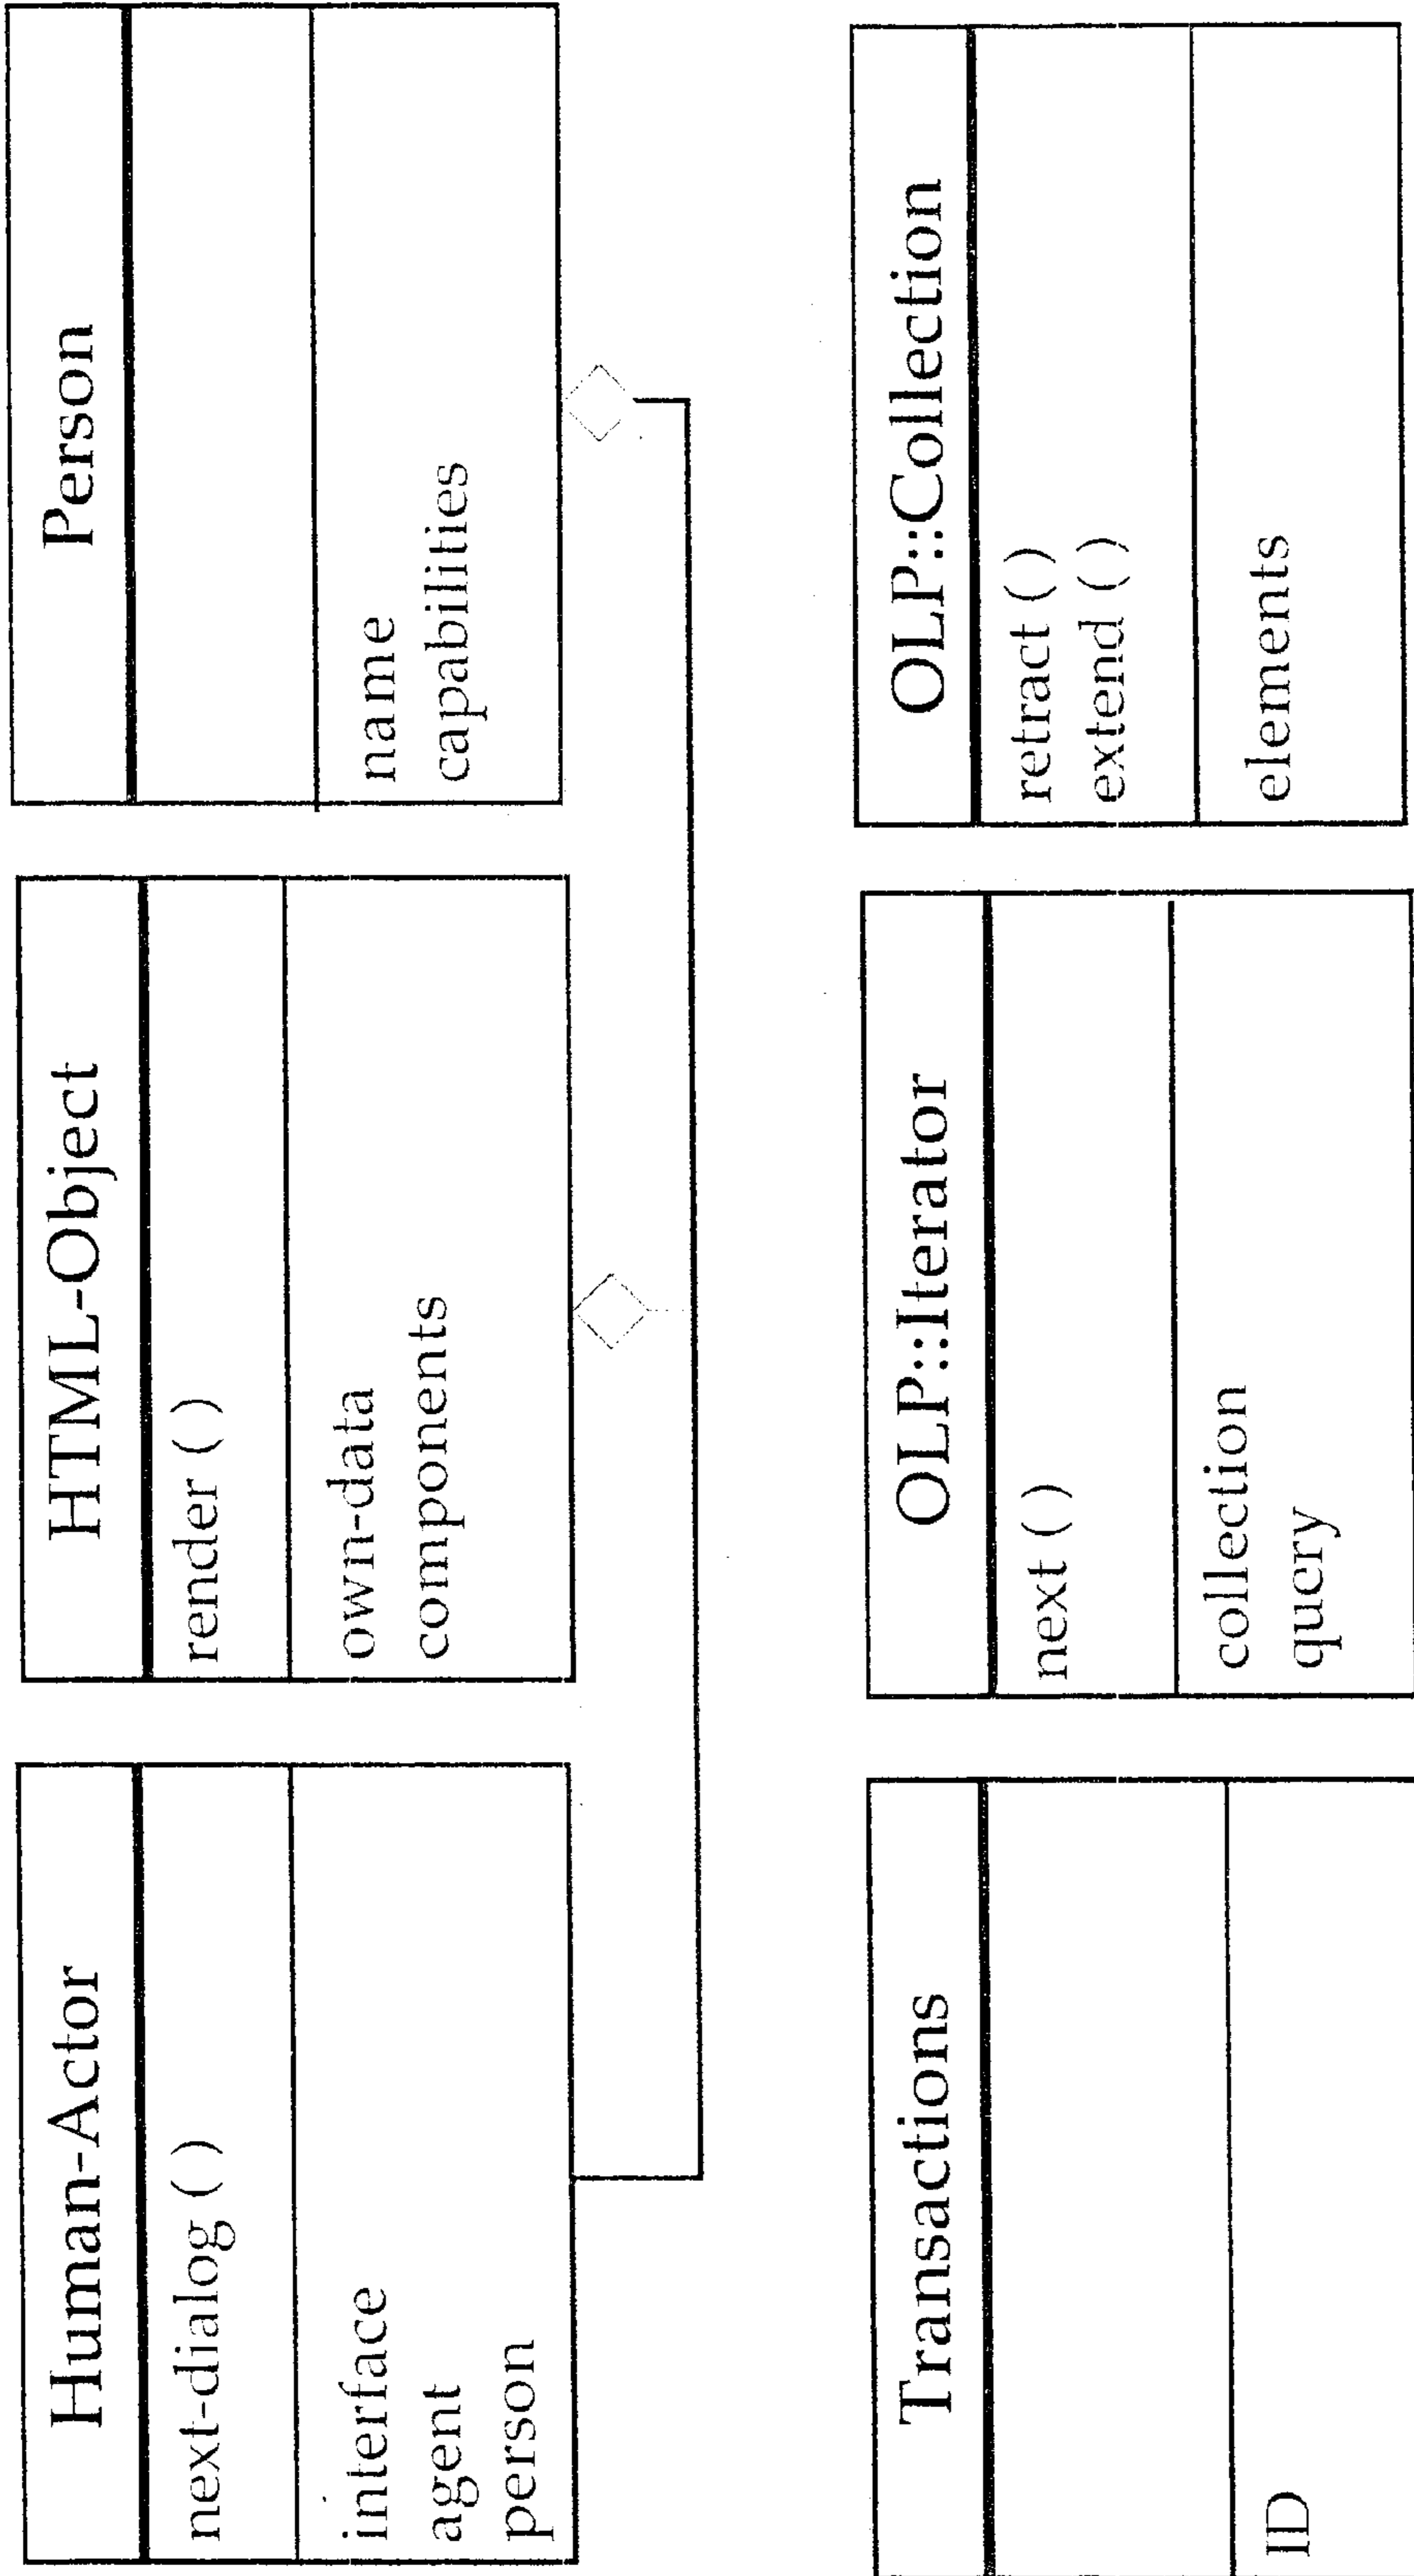 Human-Actor
next-dialog ( )
interface
agent
person
HTML-Object
render ( )
own-data
components
Person
name
capabilities
Transactions
ID
OLP::Iterator
next ( )
collection
query
OLP::Collection
retract ( )
extend ( )
elements